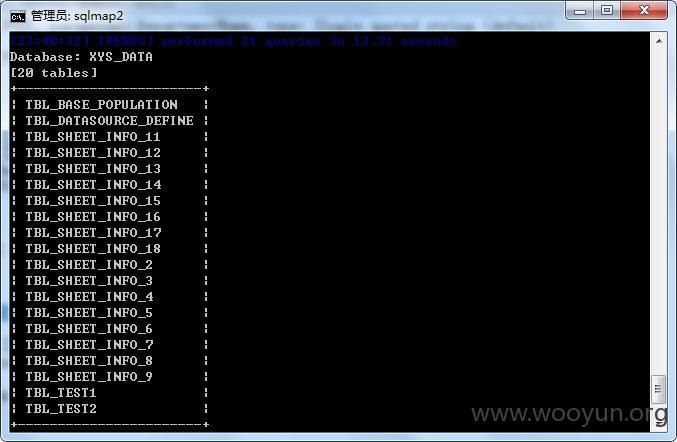 管理员: sqlmap2
[23:40:32] [DEBUG] performed 21 queries in 13.71 seconds
Database: XYS_DATA
[20 tables]
+------------------------+
| TBL_BASE_POPULATION |
| TBL_DATASOURCE_DEFINE |
| TBL_SHEET_INFO_11 |
| TBL_SHEET_INFO_12 |
| TBL_SHEET_INFO_13 |
| TBL_SHEET_INFO_14 |
| TBL_SHEET_INFO_15 |
| TBL_SHEET_INFO_16 |
| TBL_SHEET_INFO_17 |
| TBL_SHEET_INFO_18 |
| TBL_SHEET_INFO_2 |
| TBL_SHEET_INFO_3 |
| TBL_SHEET_INFO_4 |
| TBL_SHEET_INFO_5 |
| TBL_SHEET_INFO_6 |
| TBL_SHEET_INFO_7 |
| TBL_SHEET_INFO_8 |
| TBL_SHEET_INFO_9 |
| TBL_TEST1 |
| TBL_TEST2 |
+------------------------+
www.wooyun.org